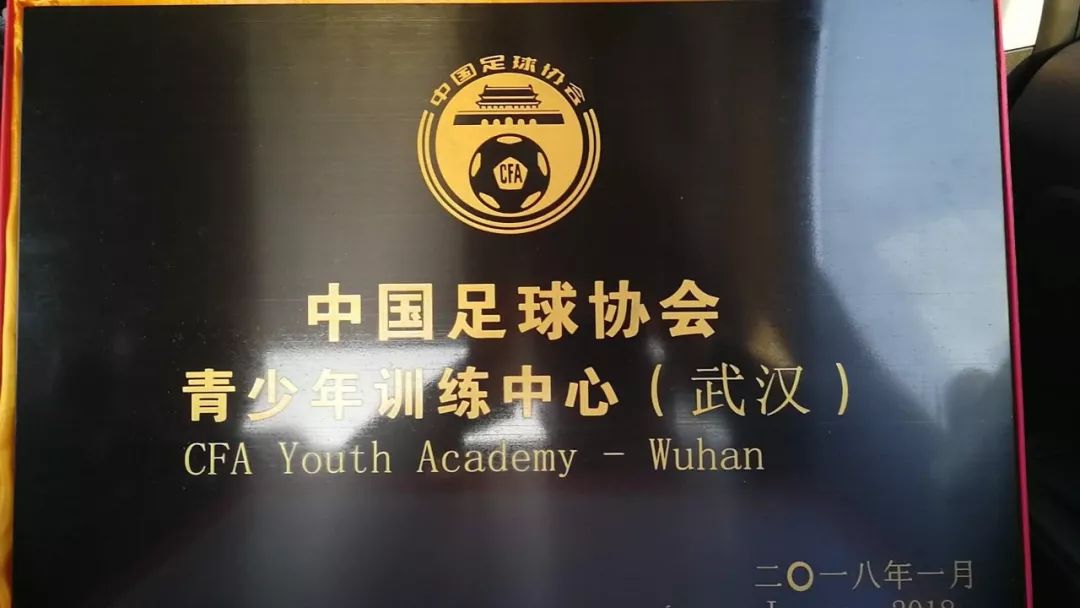 中国足球协会
CFA
中国足球协会
青少年训练中心（武汉）
CFA Youth Academy - Wuhan
二〇一八年一月